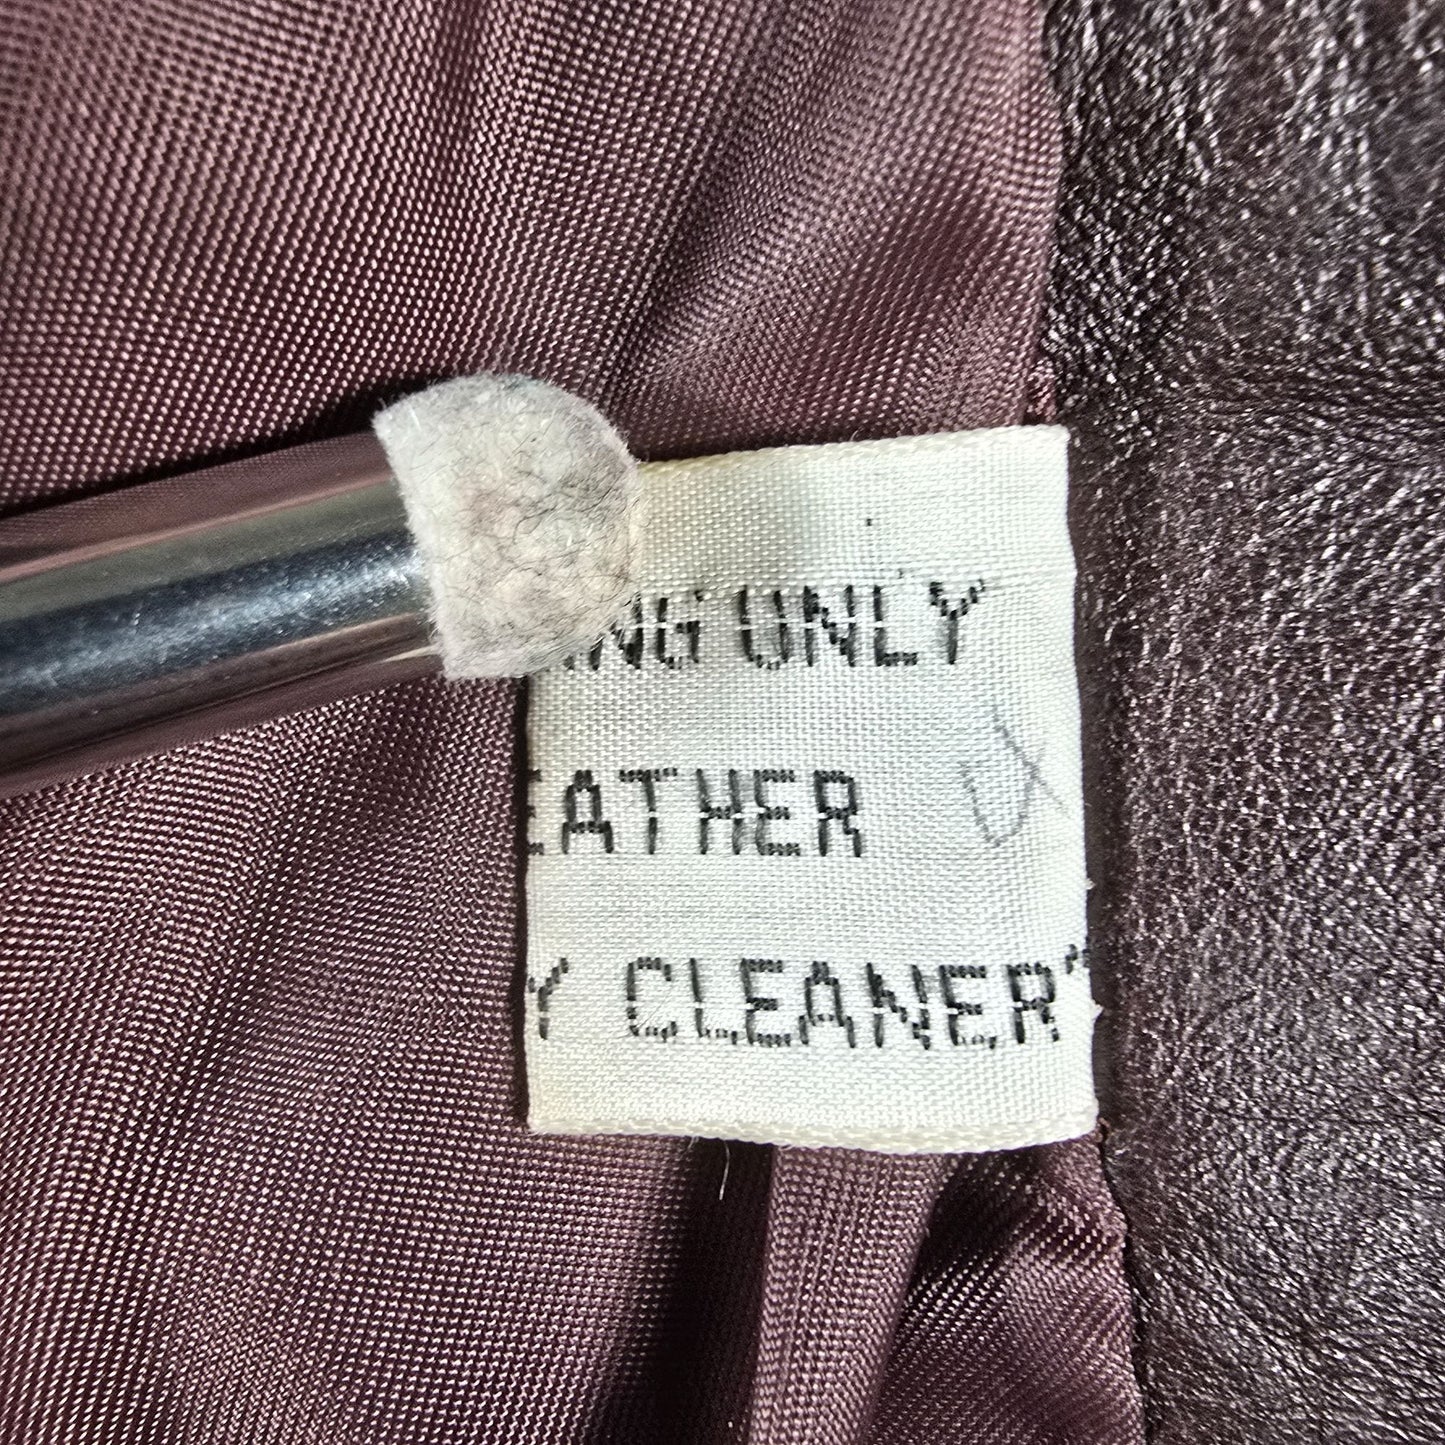 ING ONLY
EATHER
Y CLEANER"